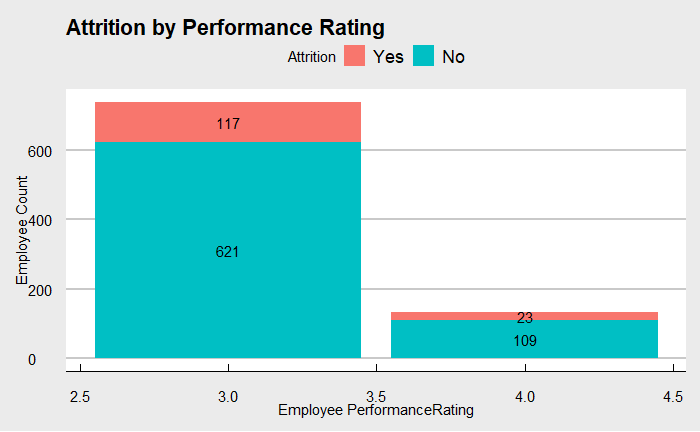 Attrition by Performance Rating
Attrition Yes No
Employee Count
600
400
200
0
117
621
23
109
2.5 3.0 3.5 4.0 4.5
Employee PerformanceRating